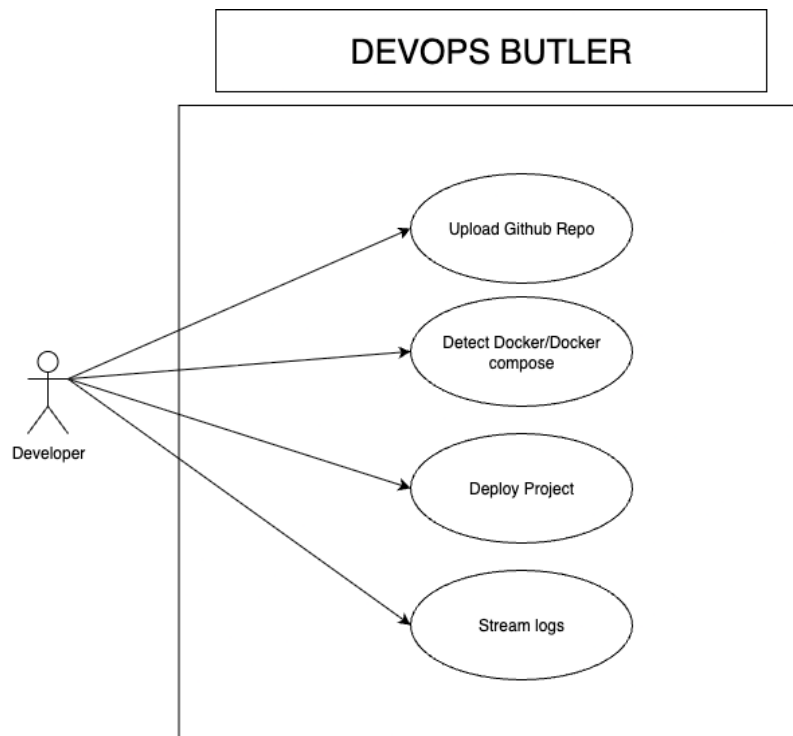 DEVOPS BUTLER
Upload Github Repo
Detect Docker/Docker
compose
Developer
Deploy Project
Stream logs